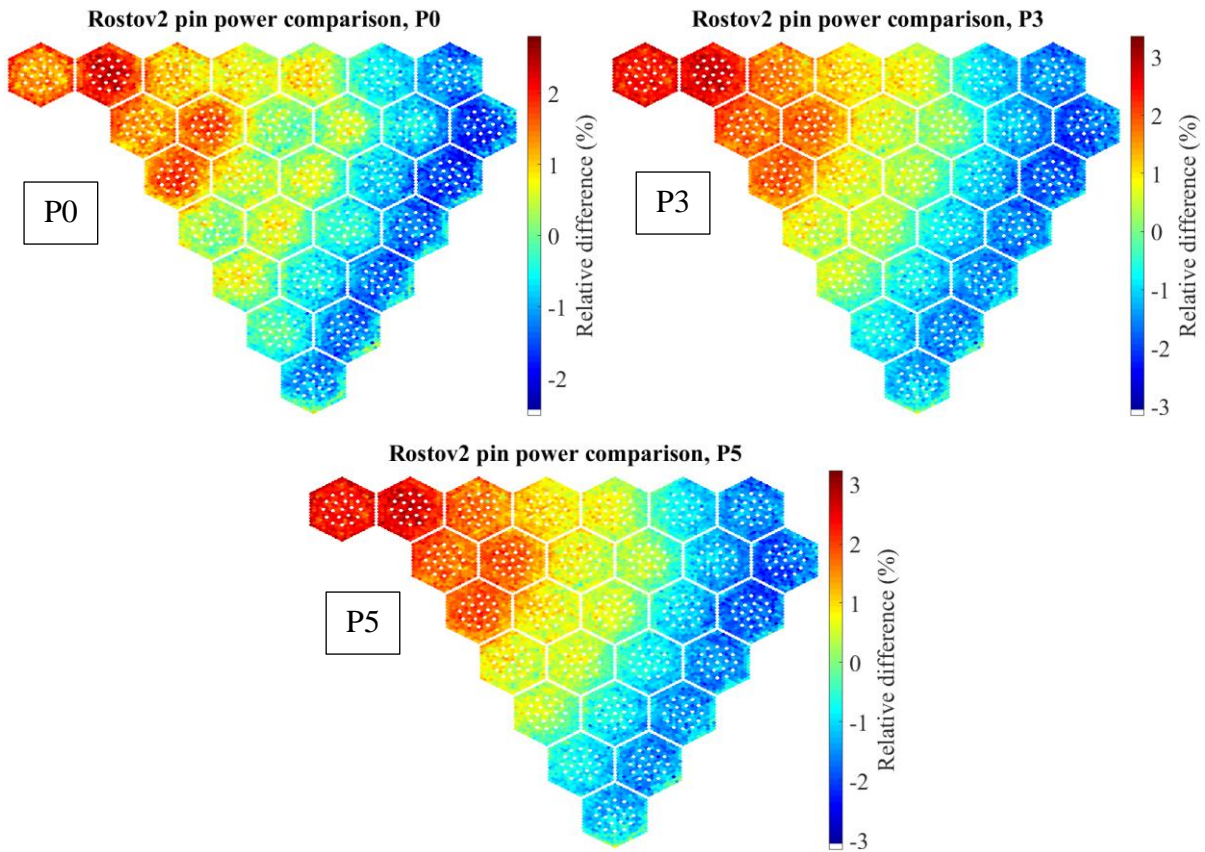 Rostov2 pin power comparison, P0
P0
2
1
0
-1
-2
Relative difference (%)
Rostov2 pin power comparison, P3
P3
3
2
1
0
-1
-2
-3
Relative difference (%)
Rostov2 pin power comparison, P5
P5
3
2
1
0
-1
-2
-3
Relative difference (%)